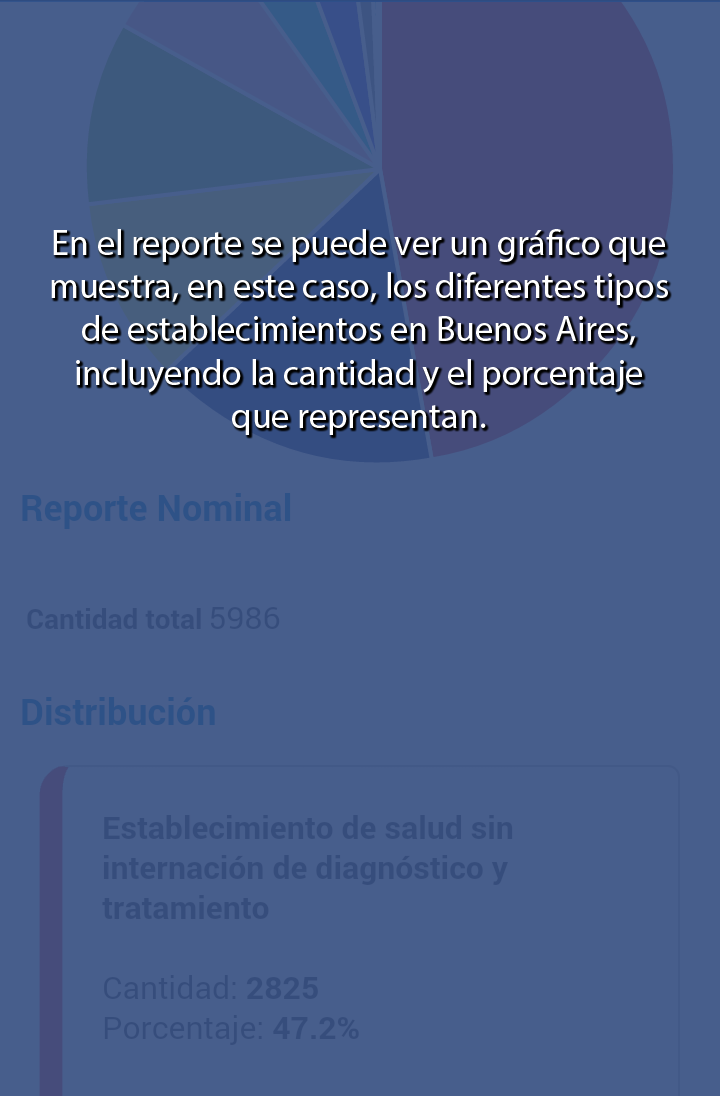 En el reporte se puede ver un gráfico que
muestra, en este caso, los diferentes tipos
de establecimientos en Buenos Aires,
incluyendo la cantidad y el porcentaje
que representan.
Reporte Nominal
Cantidad total 5986
Distribución
Establecimiento de salud sin
internación de diagnóstico y
tratamiento
Cantidad: 2825
Porcentaje: 47.2%